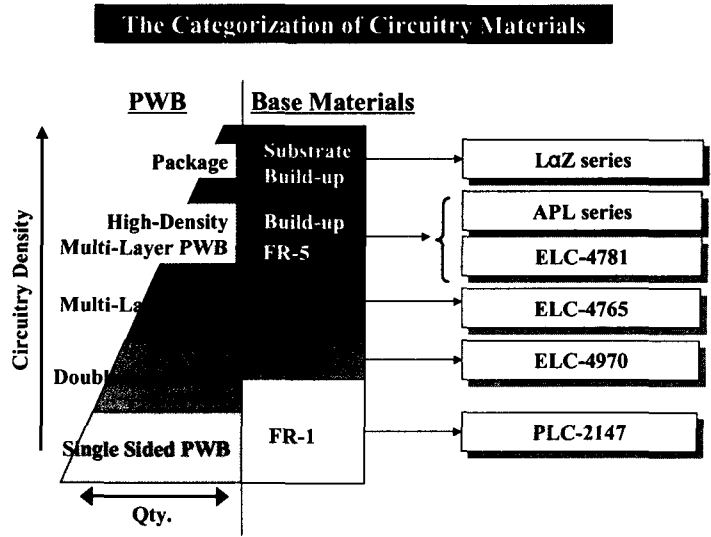 The Categorization of Circuitry Materials
PWB
Base Materials
Circuitry Density
Package
Substrate
Build-up
LαZ series
High-Density
Multi-Layer PWB
Build-up
FR-5
APL series
ELC-4781
ELC-4765
ELC-4970
Single Sided PWB
FR-1
PLC-2147
Qty.